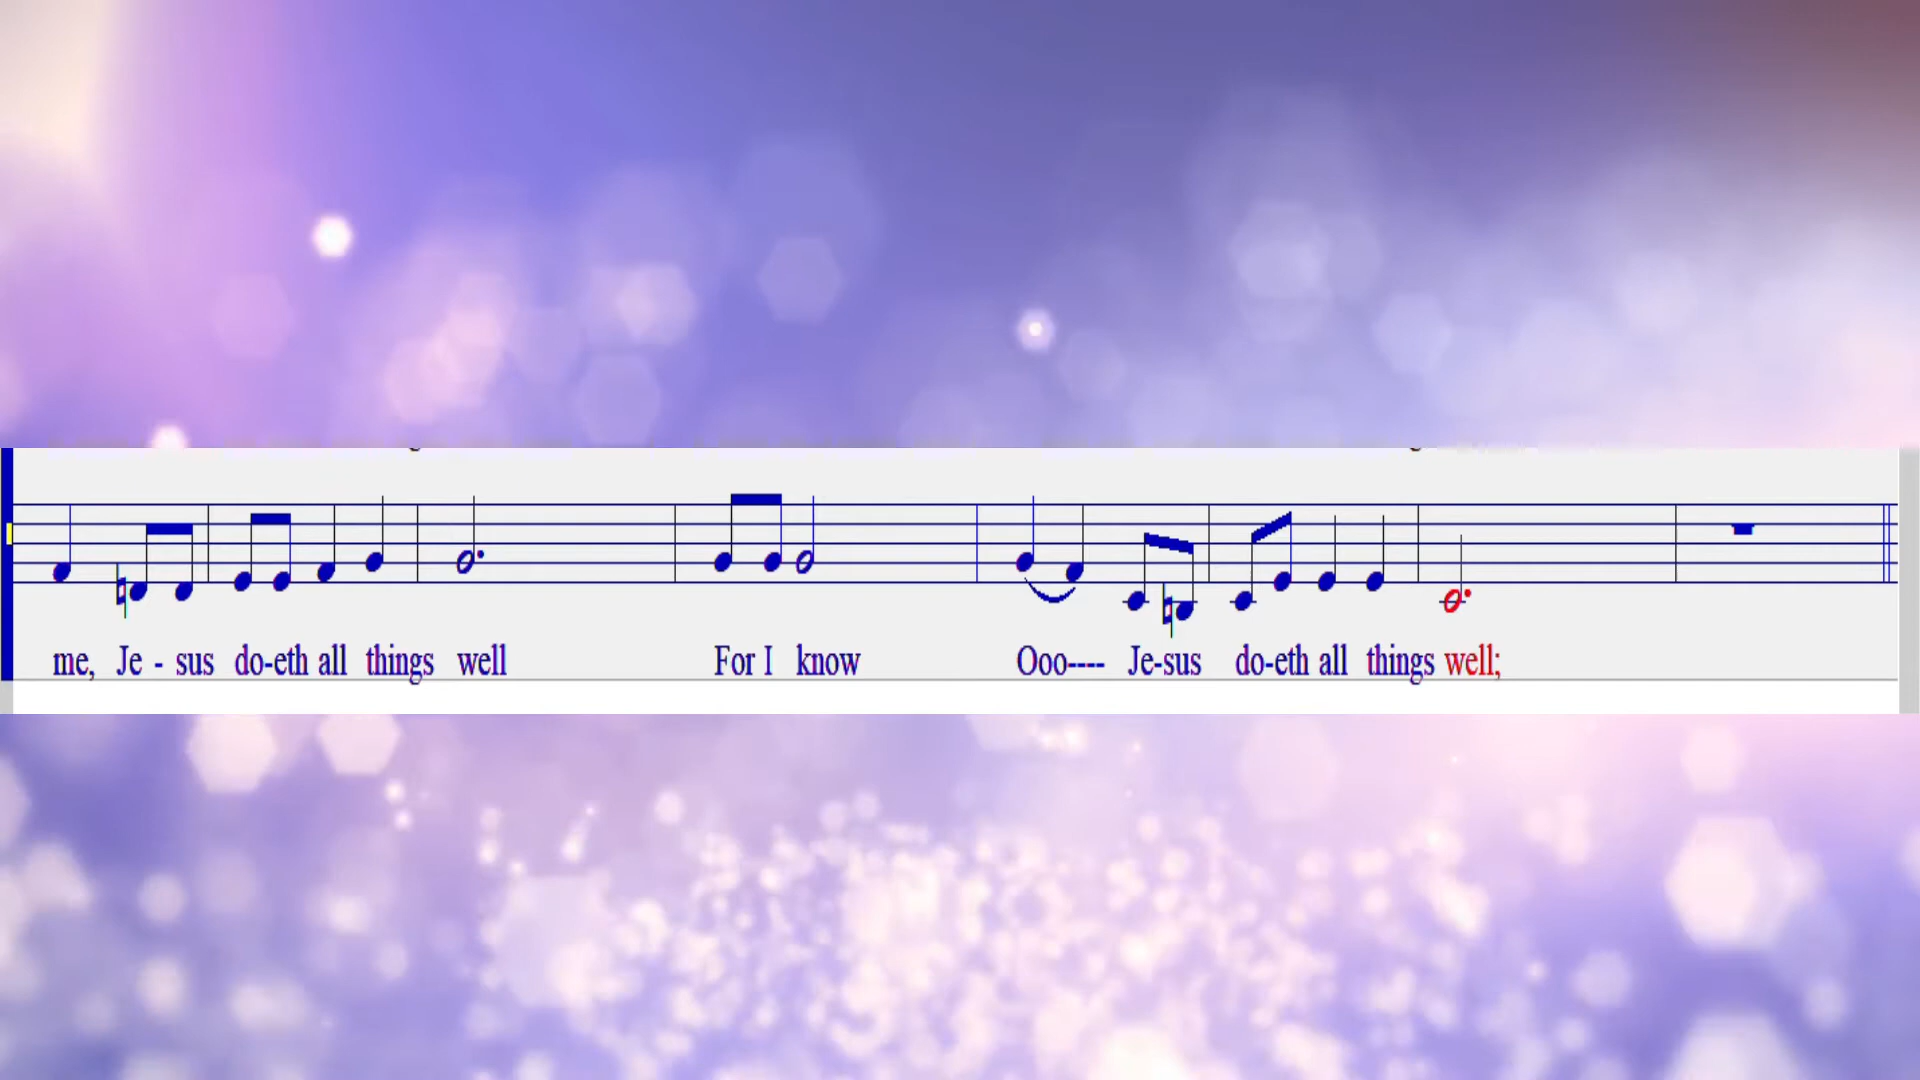 me, Je - sus do-eth all things well For I know Ooo---- Je-sus do-eth all things well;